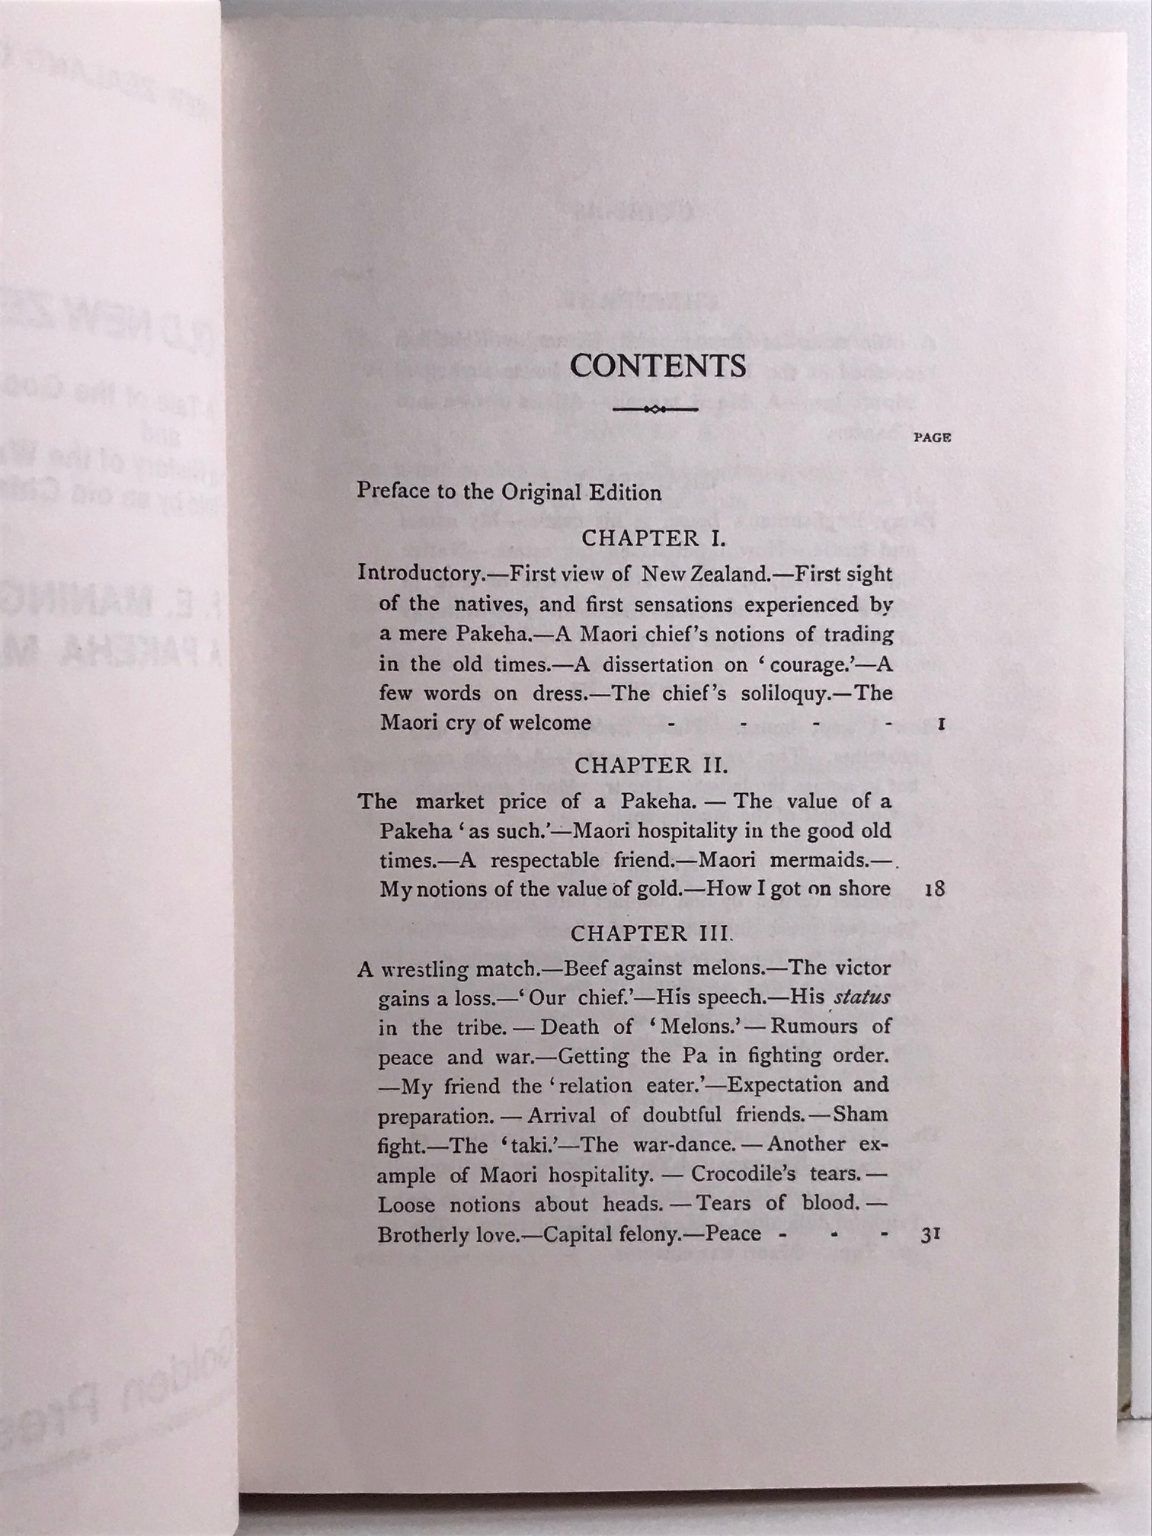 CONTENTS
PAGE
Preface to the Original Edition
CHAPTER I.
Introductory.—First view of New Zealand.—First sight
of the natives, and first sensations experienced by
a mere Pakeha.—A Maori chief's notions of trading
in the old times.—A dissertation on ‘courage.’—A
few words on dress.—The chief's soliloquy.—The
Maori cry of welcome - - - - 1
CHAPTER II.
The market price of a Pakeha. — The value of a
Pakeha ‘as such.’—Maori hospitality in the good old
times.—A respectable friend.—Maori mermaids.—
My notions of the value of gold.—How I got on shore 18
CHAPTER III.
A wrestling match.—Beef against melons.—The victor
gains a loss.—‘Our chief.’—His speech.—His status
in the tribe. — Death of ‘Melons.’ — Rumours of
peace and war.—Getting the Pa in fighting order.
—My friend the ‘relation eater.’—Expectation and
preparation. — Arrival of doubtful friends. — Sham
fight.—The ‘taki.’—The war-dance. — Another ex-
ample of Maori hospitality. — Crocodile's tears. —
Loose notions about heads. — Tears of blood. —
Brotherly love.—Capital felony.—Peace - - - 31